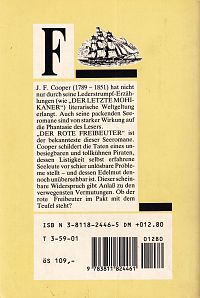 F
J. F. Cooper (1789 - 1851) hat nicht
nur durch seine Lederstrumpf-Erzäh-
lungen (wie „DER LETZTE MOHI-
KANER“) literarische Weltgeltung
erlangt. Auch seine packenden See-
romane sind von starker Wirkung auf
die Phantasie des Lesers.
„DER ROTE FREIBEUTER“ ist
der bekannteste dieser Seeromane.
Cooper schildert die Taten eines un-
besiegbaren und tollkühnen Piraten,
dessen Listigkeit selbst erfahrene
Seeleute vor schier unlösbare Proble-
me stellt - und dessen Edelmut den-
noch unübersehbar ist. Dieser schein-
bare Widerspruch gibt Anlaß zu den
verwegensten Vermutungen. Ob der
rote Freibeuter im Pakt mit dem
Teufel steht?
ISBN 3-8118-2446-5 DM +012.80
T 3-59-01 01280
öS 109,-
9 783811 824461